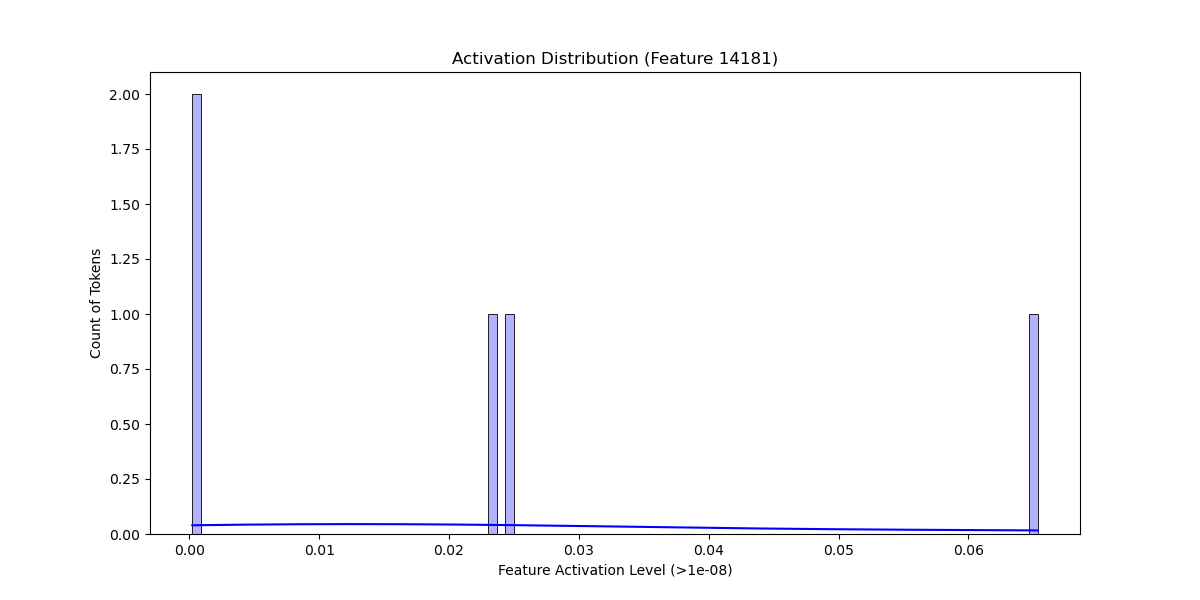 Activation Distribution (Feature 14181)
2.00
1.75
1.50
1.25
1.00
0.75
0.50
0.25
0.00
Count of Tokens
0.00 0.01 0.02 0.03 0.04 0.05 0.06
Feature Activation Level (>1e-08)